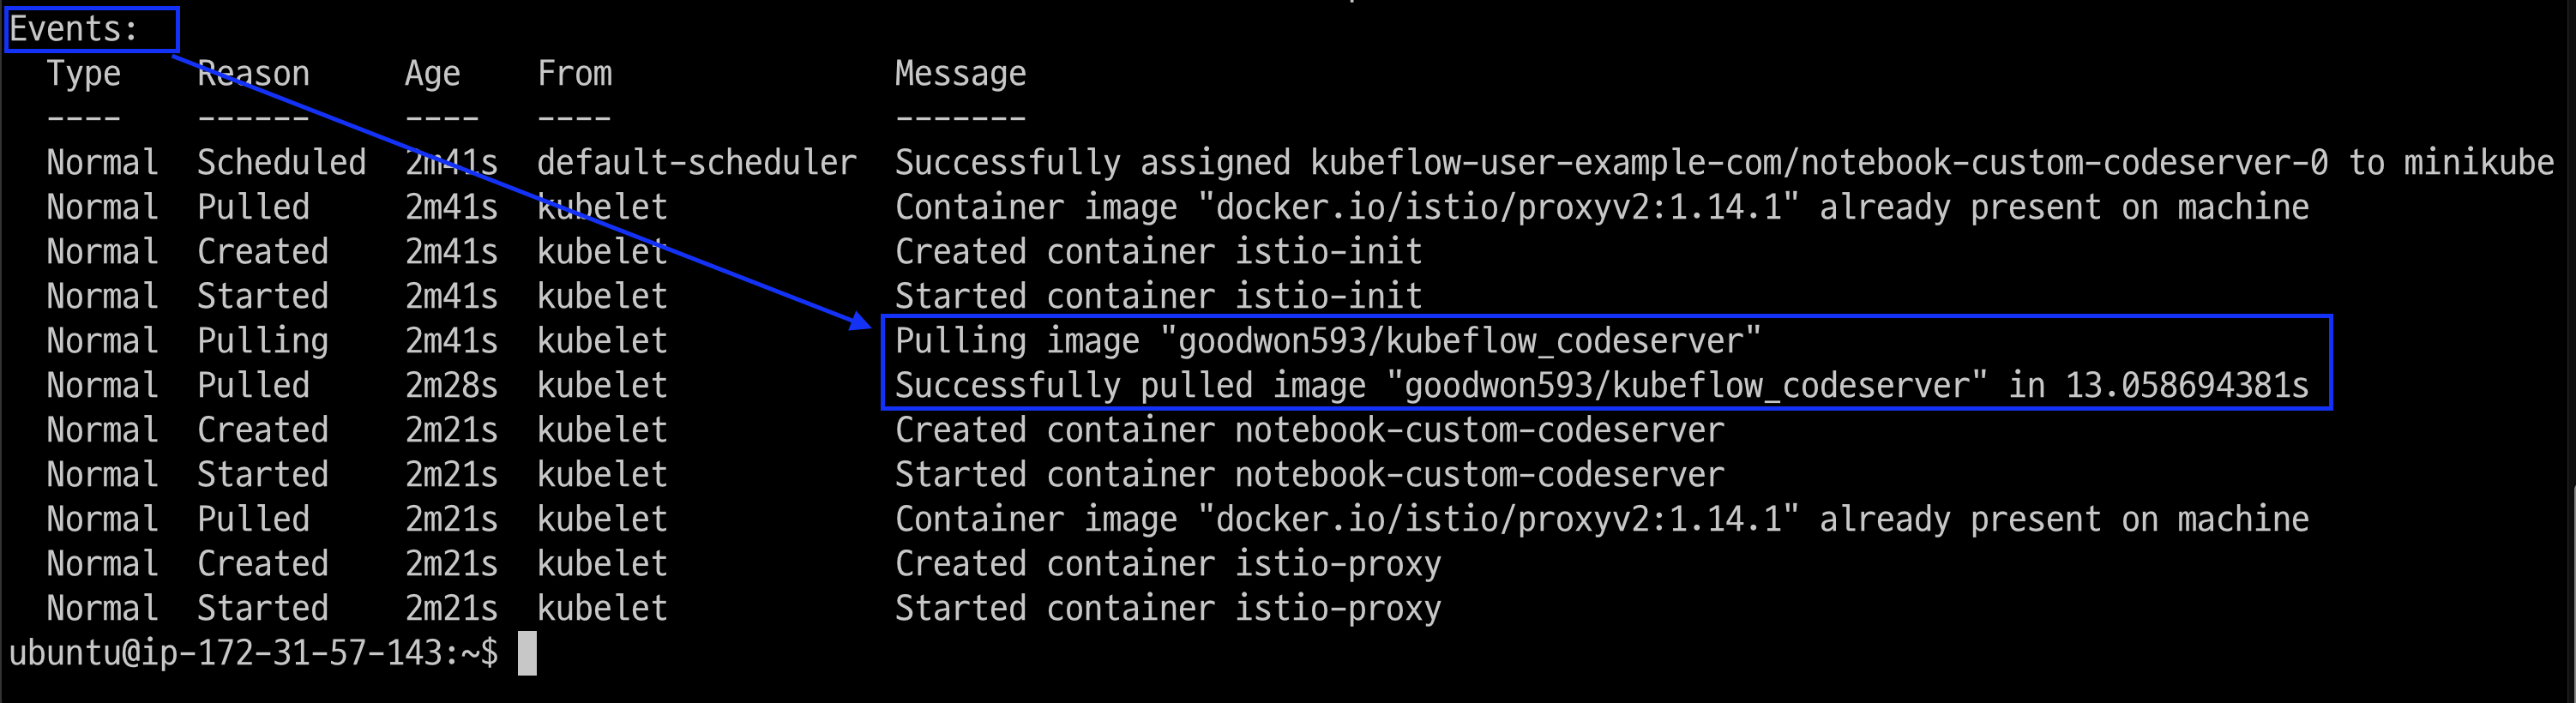 Events:
Type Reason Age From Message
---- ------ ---- ---- -------
Normal Scheduled 2m41s default-scheduler Successfully assigned kubeflow-user-example-com/notebook-custom-codeserver-0 to minikube
Normal Pulled 2m41s kubelet Container image "docker.io/istio/proxyv2:1.14.1" already present on machine
Normal Created 2m41s kubelet Created container istio-init
Normal Started 2m41s kubelet Started container istio-init
Normal Pulling 2m41s kubelet Pulling image "goodwon593/kubeflow_codeserver"
Normal Pulled 2m28s kubelet Successfully pulled image "goodwon593/kubeflow_codeserver" in 13.058694381s
Normal Created 2m21s kubelet Created container notebook-custom-codeserver
Normal Started 2m21s kubelet Started container notebook-custom-codeserver
Normal Pulled 2m21s kubelet Container image "docker.io/istio/proxyv2:1.14.1" already present on machine
Normal Created 2m21s kubelet Created container istio-proxy
Normal Started 2m21s kubelet Started container istio-proxy
ubuntu@ip-172-31-57-143:~$